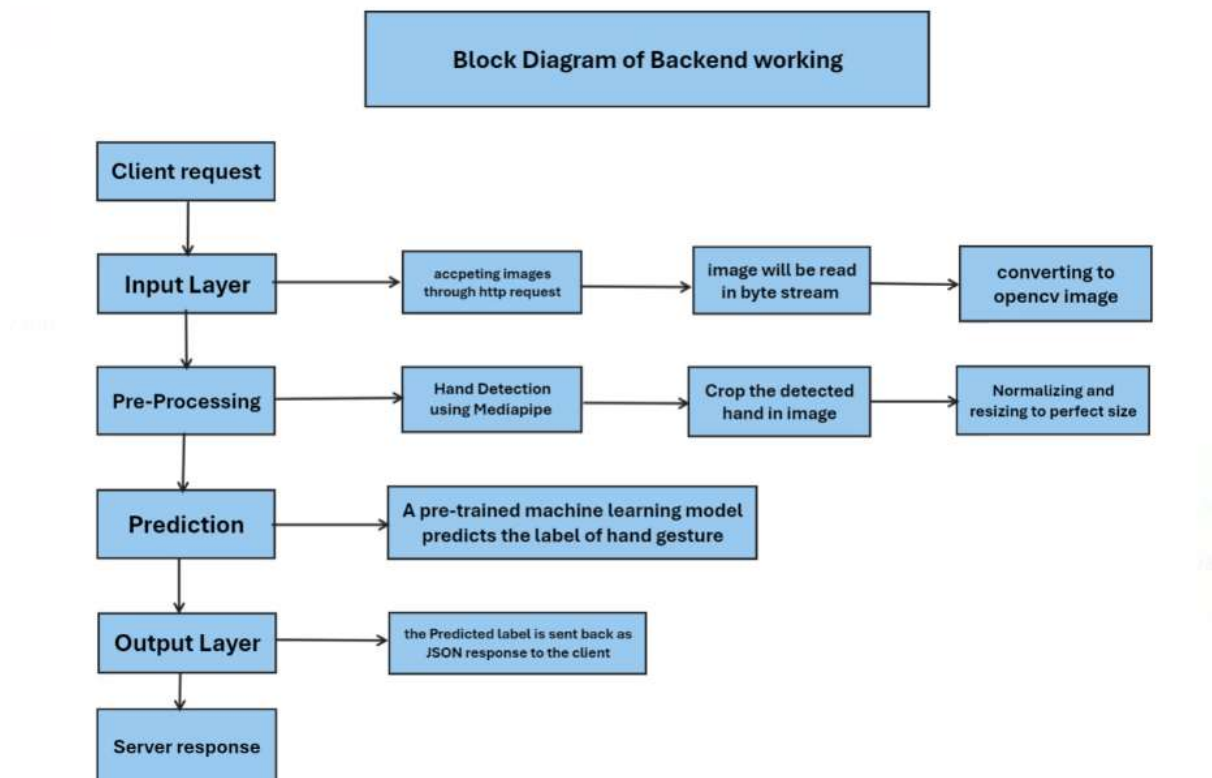 Block Diagram of Backend working
Client request
Input Layer
accpeting images
through http request
image will be read
in byte stream
converting to
opencv image
Pre-Processing
Hand Detection
using Mediapipe
Crop the detected
hand in image
Normalizing and
resizing to perfect size
Prediction
A pre-trained machine learning model
predicts the label of hand gesture
Output Layer
the Predicted label is sent back as
JSON response to the client
Server response